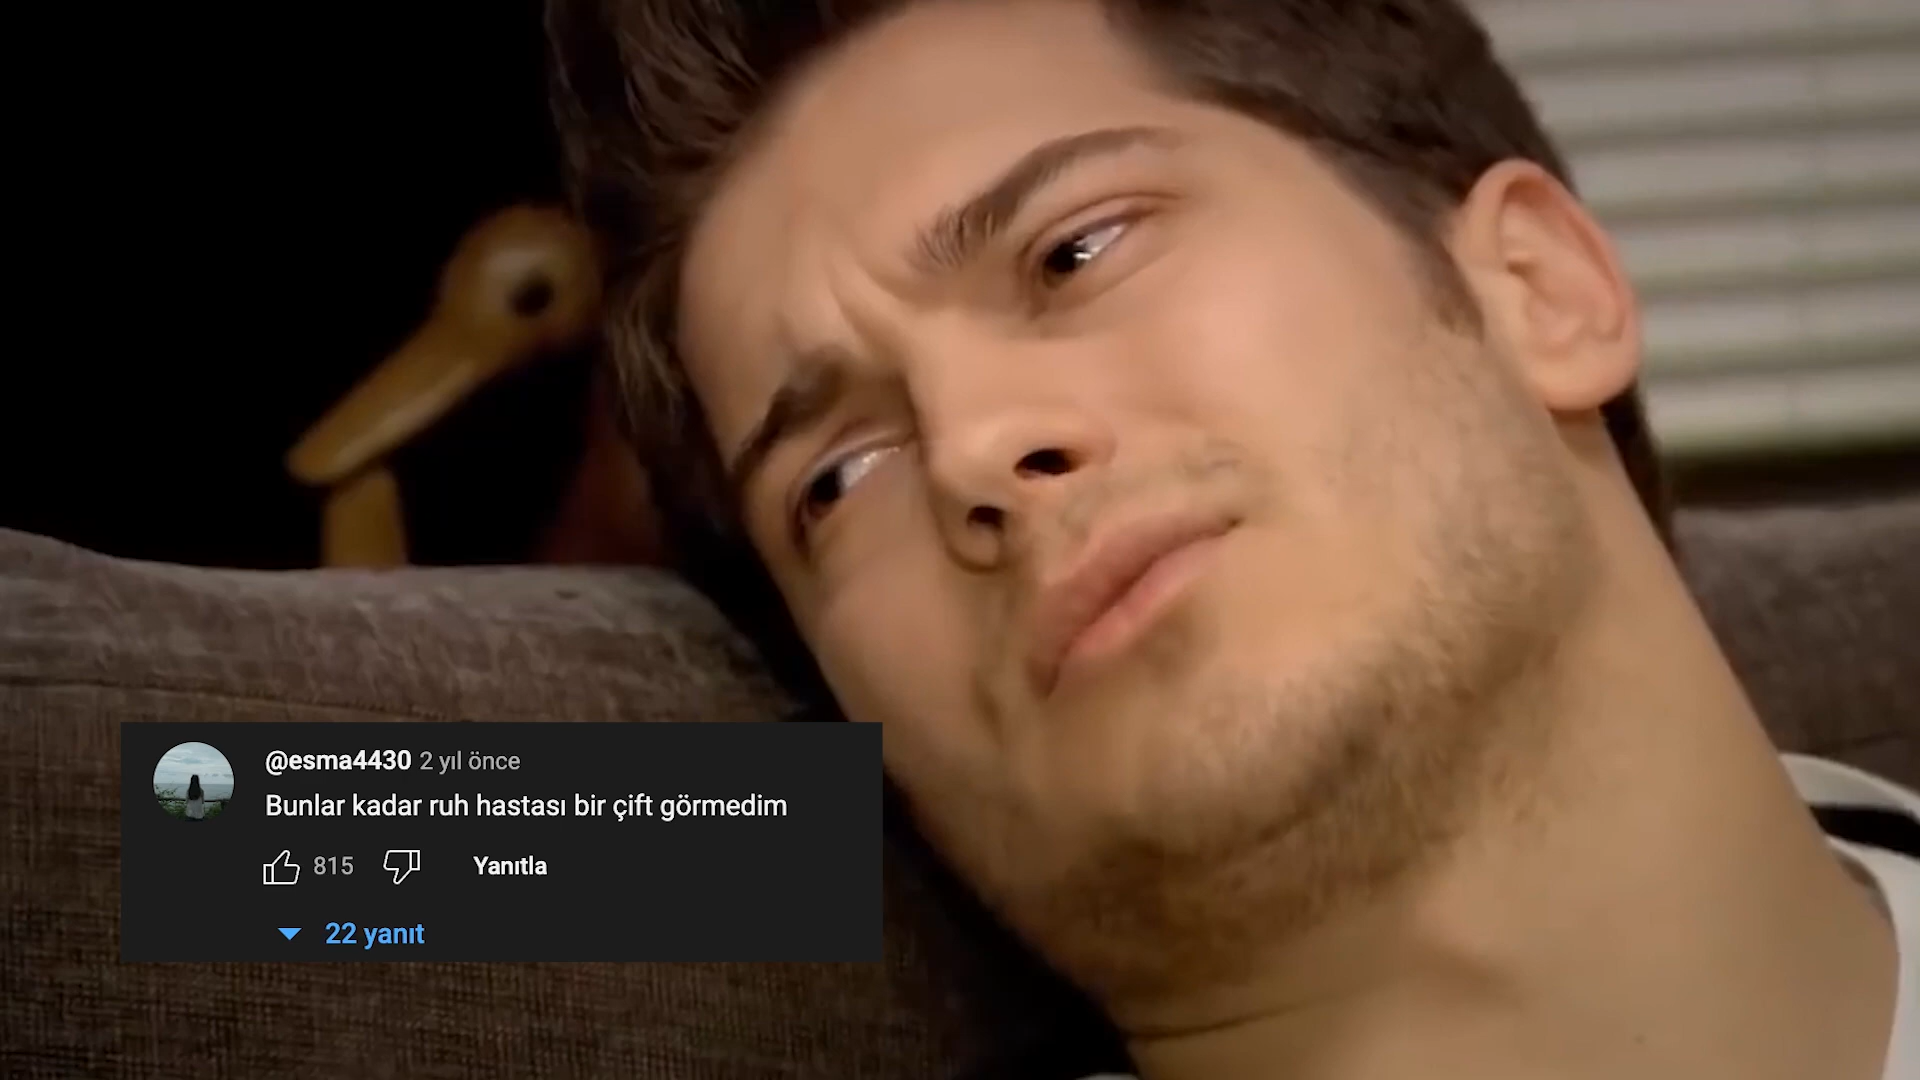 @esma4430 2 yıl önce
Bunlar kadar ruh hastası bir çift görmedim
815 Yanıtla
22 yanıt